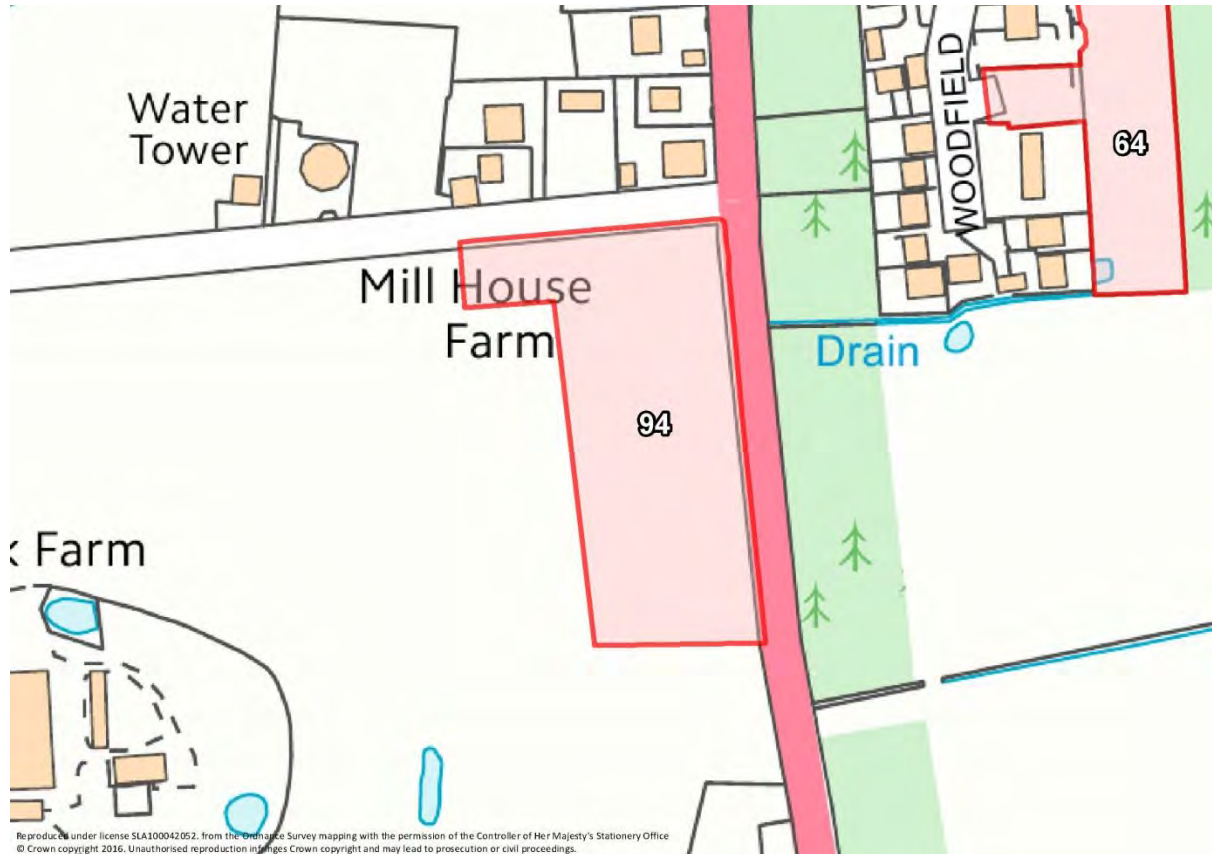 Water
Tower
WOODFIELD
64
Mill House
Farm
Drain
94
Farm
Reproduced under license SLA100042052. from the Ordnance Survey mapping with the permission of the Controller of Her Majesty's Stationery Office
© Crown copyright 2016. Unauthorised reproduction infringes Crown copyright and may lead to prosecution or civil proceedings.